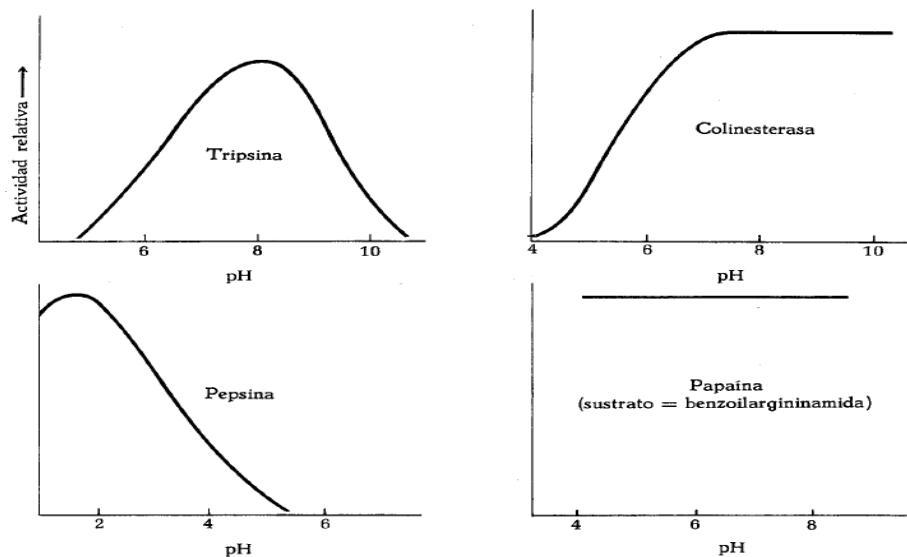 Actividad relativa
Tripsina
6 8 10
pH
Colinesterasa
4 6 8 10
pH
Pepsina
2 4 6
pH
Papaína
(sustrato = benzoilargininamida)
4 6 8
pH